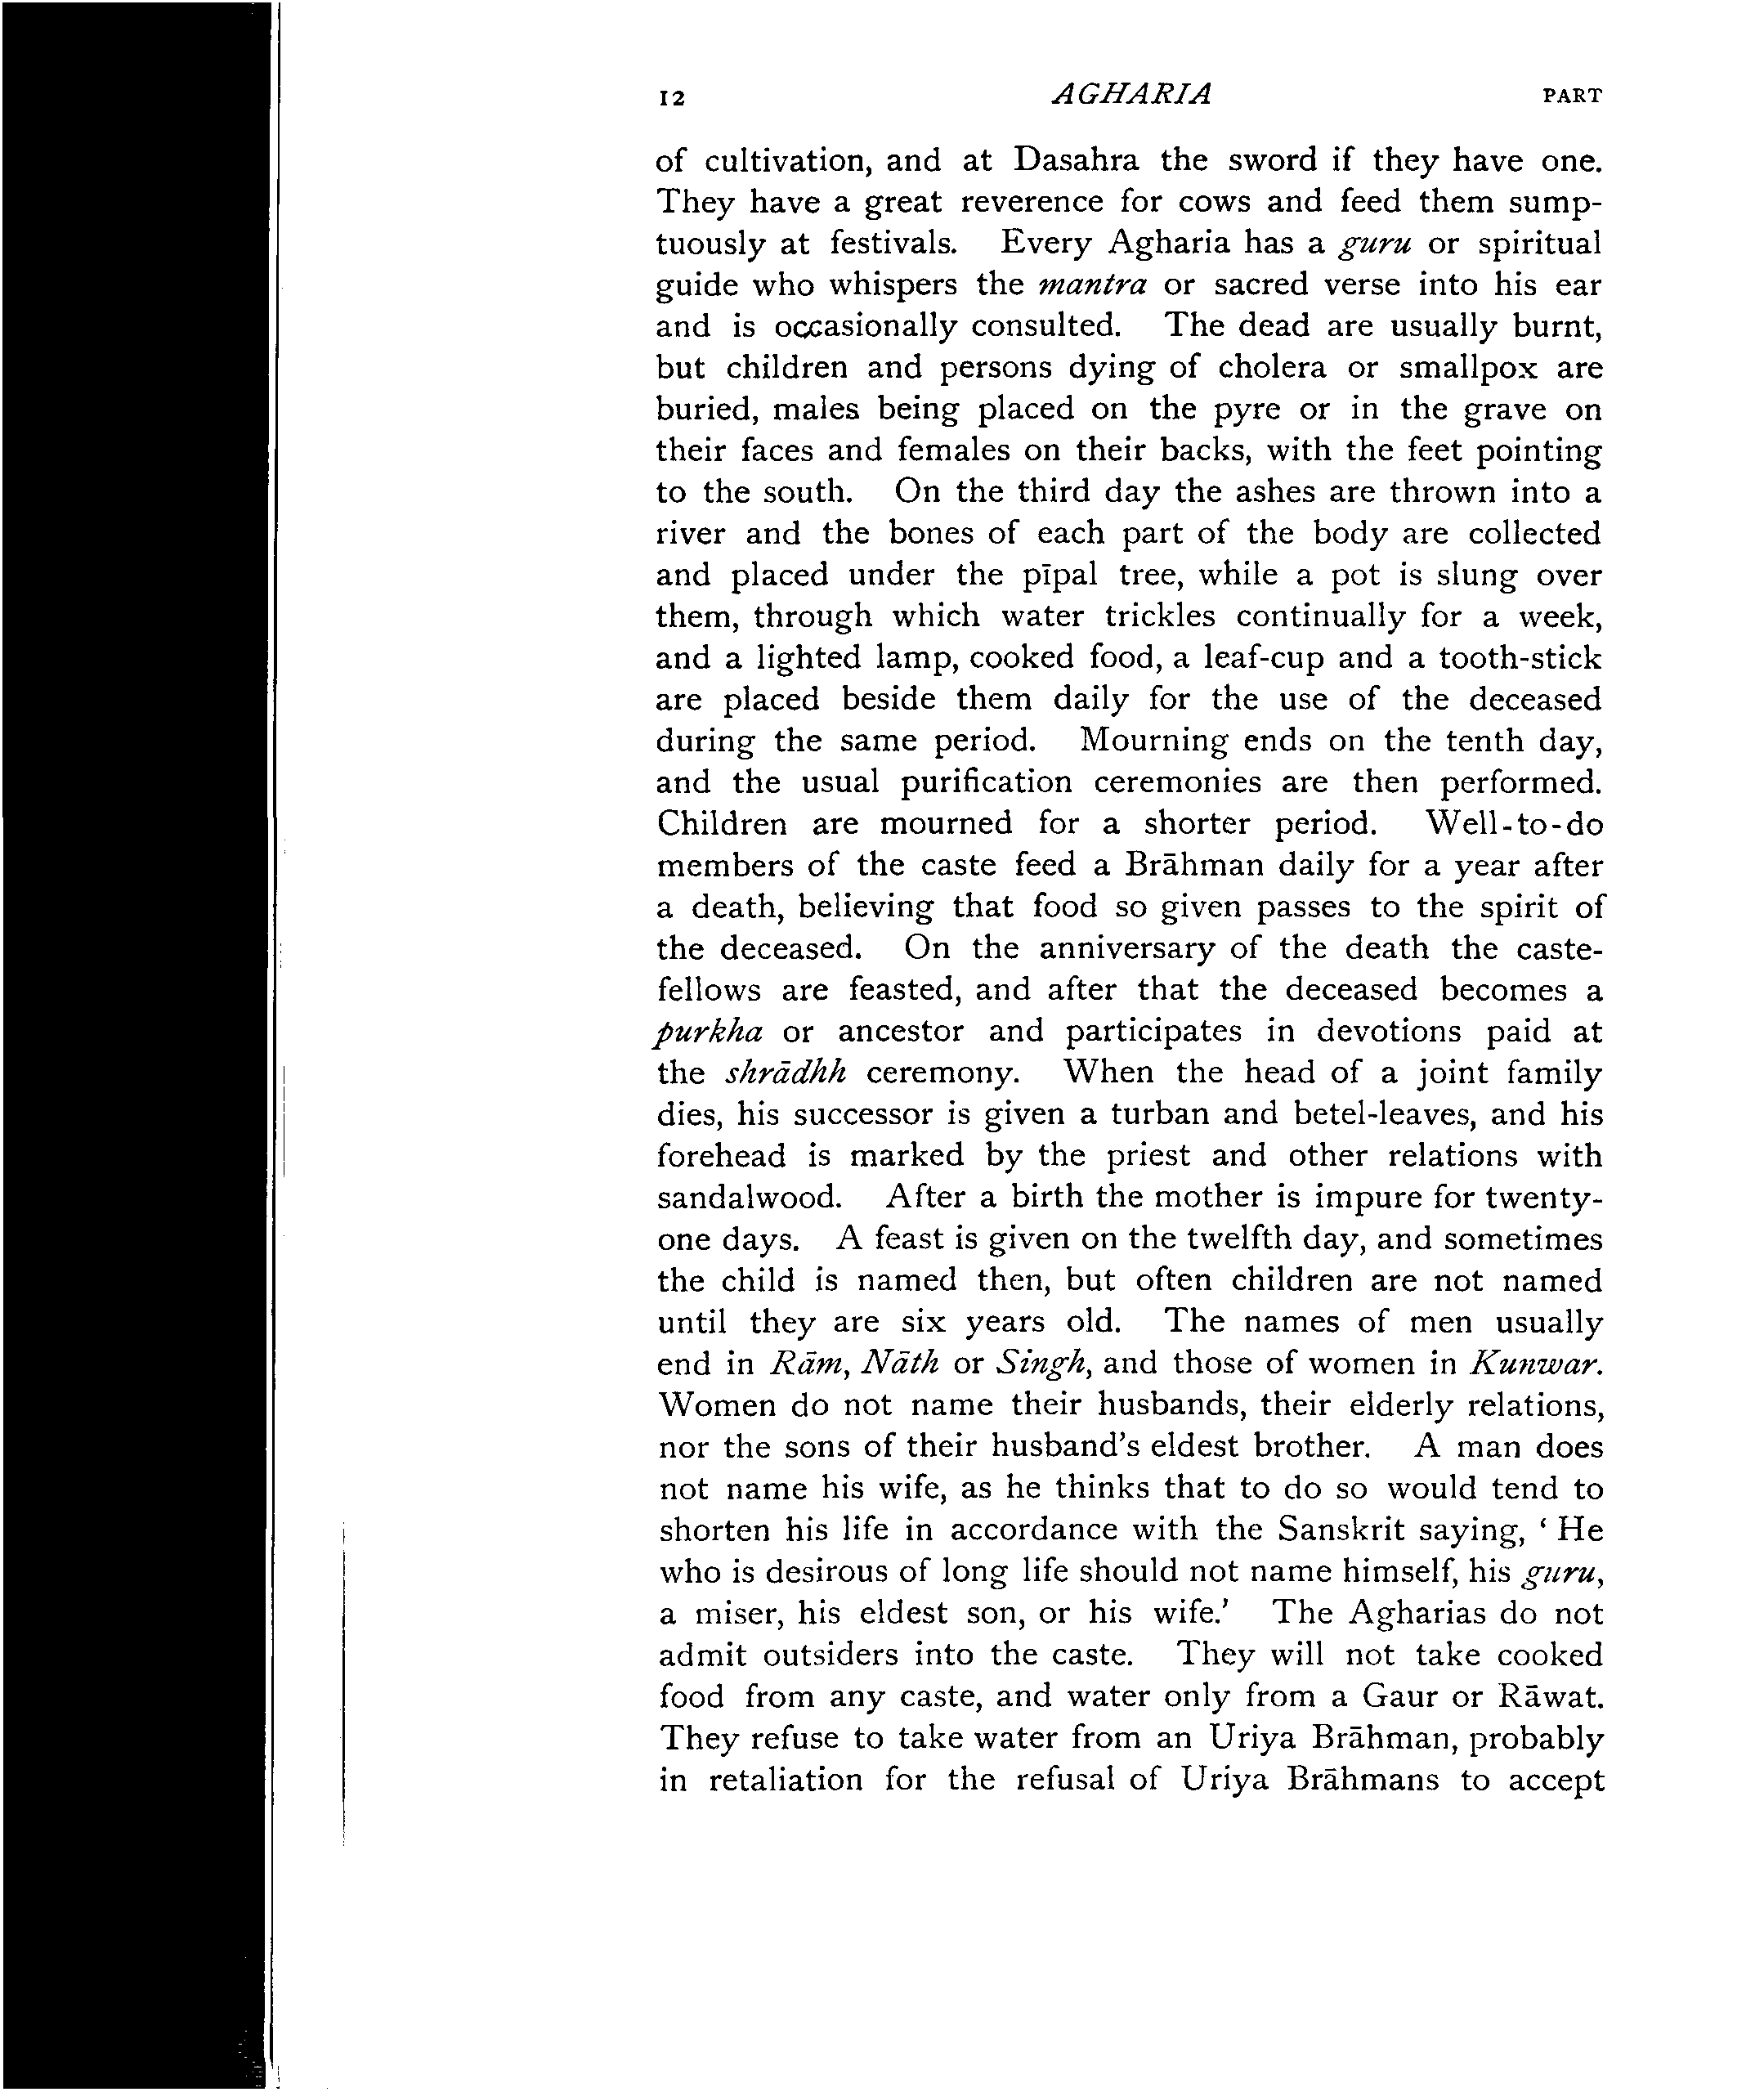 12 AGHARIA PART
of cultivation, and at Dasahra the sword if they have one.
They have a great reverence for cows and feed them sump-
tuously at festivals. Every Agharia has a guru or spiritual
guide who whispers the mantra or sacred verse into his ear
and is occasionally consulted. The dead are usually burnt,
but children and persons dying of cholera or smallpox are
buried, males being placed on the pyre or in the grave on
their faces and females on their backs, with the feet pointing
to the south. On the third day the ashes are thrown into a
river and the bones of each part of the body are collected
and placed under the pīpal tree, while a pot is slung over
them, through which water trickles continually for a week,
and a lighted lamp, cooked food, a leaf-cup and a tooth-stick
are placed beside them daily for the use of the deceased
during the same period. Mourning ends on the tenth day,
and the usual purification ceremonies are then performed.
Children are mourned for a shorter period. Well-to-do
members of the caste feed a Brāhman daily for a year after
a death, believing that food so given passes to the spirit of
the deceased. On the anniversary of the death the caste-
fellows are feasted, and after that the deceased becomes a
purkha or ancestor and participates in devotions paid at
the shrādhh ceremony. When the head of a joint family
dies, his successor is given a turban and betel-leaves, and his
forehead is marked by the priest and other relations with
sandalwood. After a birth the mother is impure for twenty-
one days. A feast is given on the twelfth day, and sometimes
the child is named then, but often children are not named
until they are six years old. The names of men usually
end in Rām, Nāth or Singh, and those of women in Kunwar.
Women do not name their husbands, their elderly relations,
nor the sons of their husband's eldest brother. A man does
not name his wife, as he thinks that to do so would tend to
shorten his life in accordance with the Sanskrit saying, ‘ He
who is desirous of long life should not name himself, his guru,
a miser, his eldest son, or his wife.’ The Agharias do not
admit outsiders into the caste. They will not take cooked
food from any caste, and water only from a Gaur or Rāwat.
They refuse to take water from an Uriya Brāhman, probably
in retaliation for the refusal of Uriya Brāhmans to accept